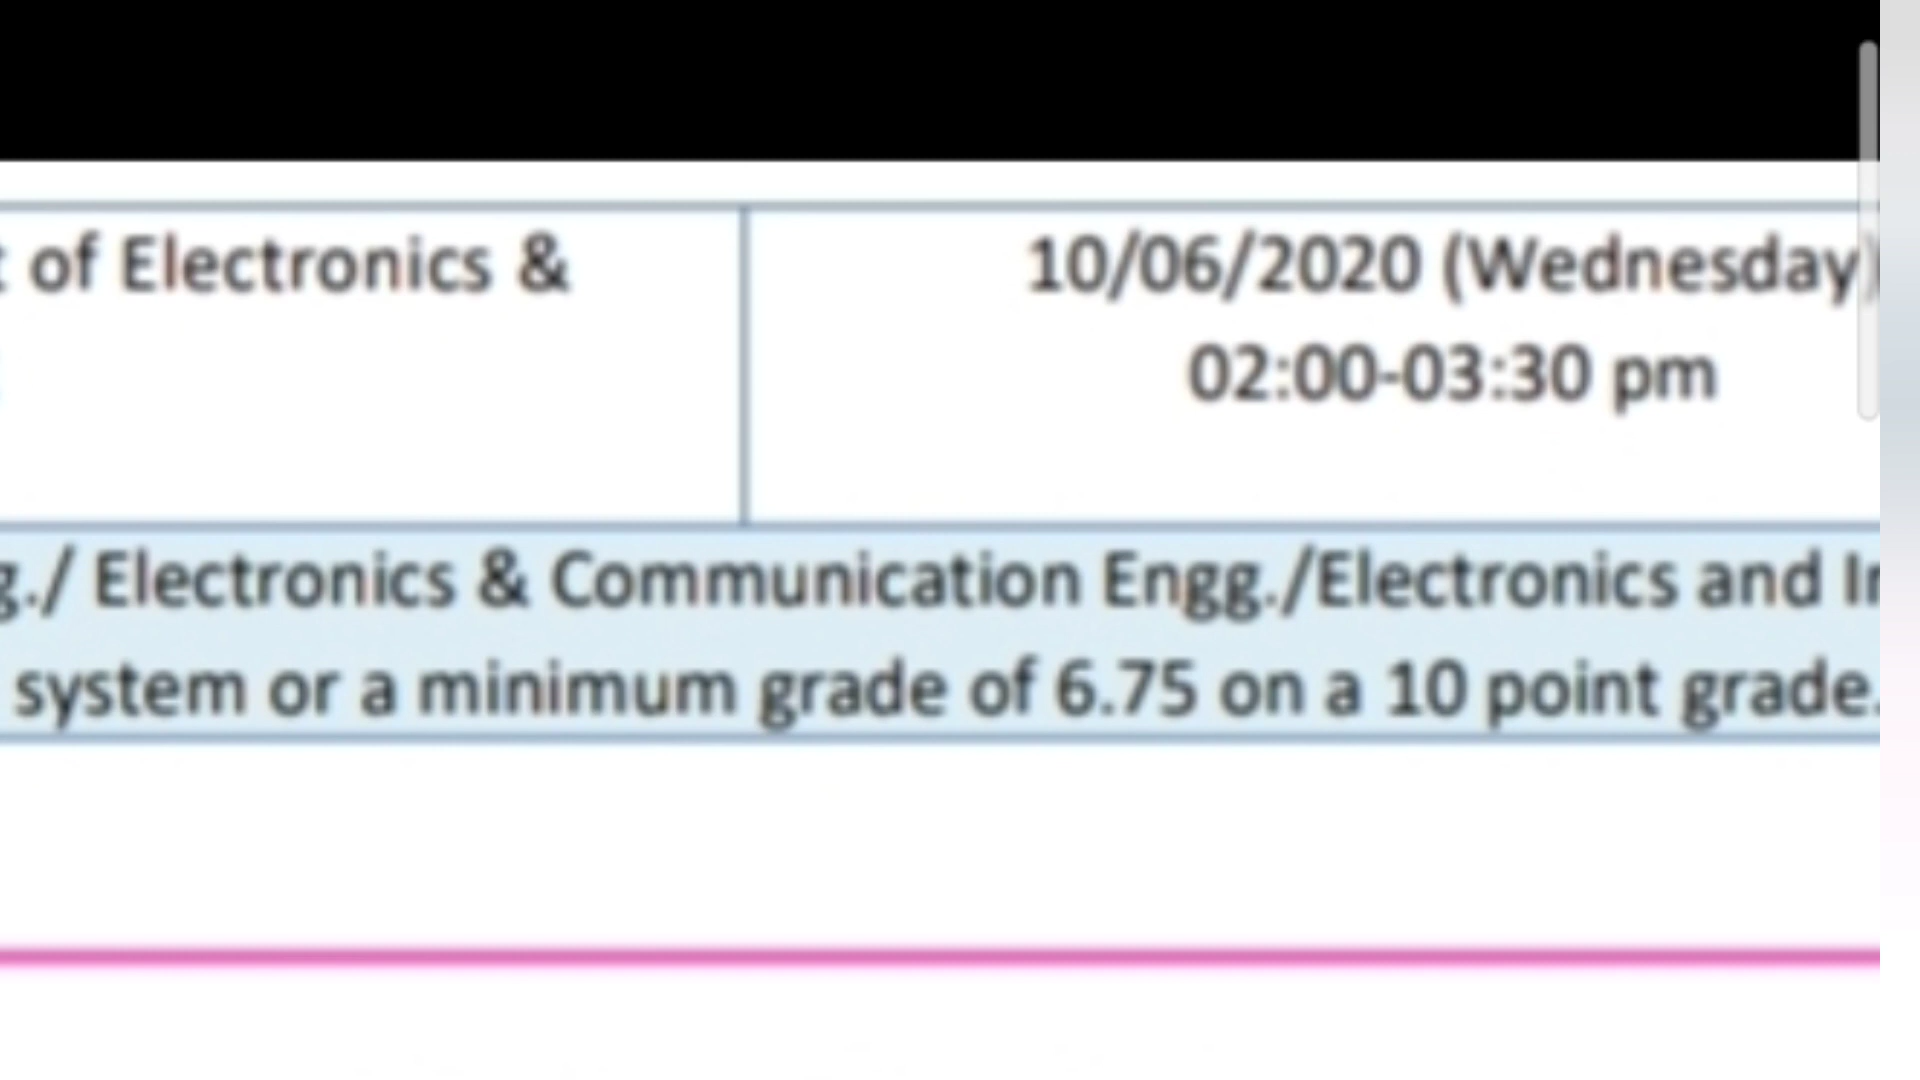 of Electronics &
10/06/2020 (Wednesday)
02:00-03:30 pm
g./ Electronics & Communication Engg./Electronics and
system or a minimum grade of 6.75 on a 10 point grade.